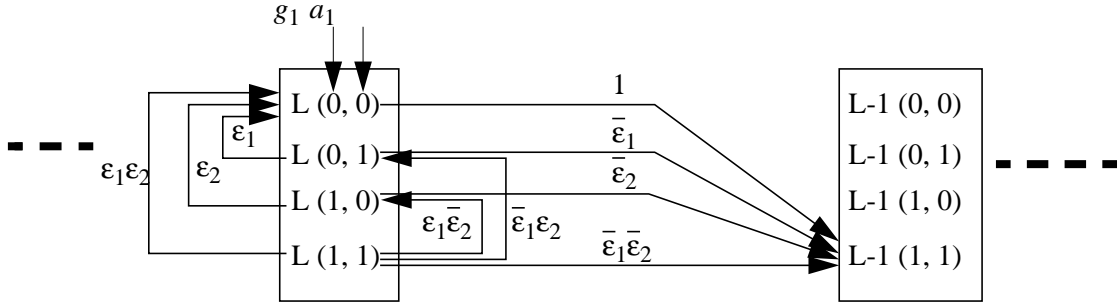 g₁ a₁
L (0, 0)
1
L-1 (0, 0)
ε₁
ε̄₁
L (0, 1)
L-1 (0, 1)
ε₁ε₂
ε₂
ε̄₂
L (1, 0)
L-1 (1, 0)
ε₁ε̄₂
ε̄₁ε₂
L (1, 1)
ε̄₁ε̄₂
L-1 (1, 1)